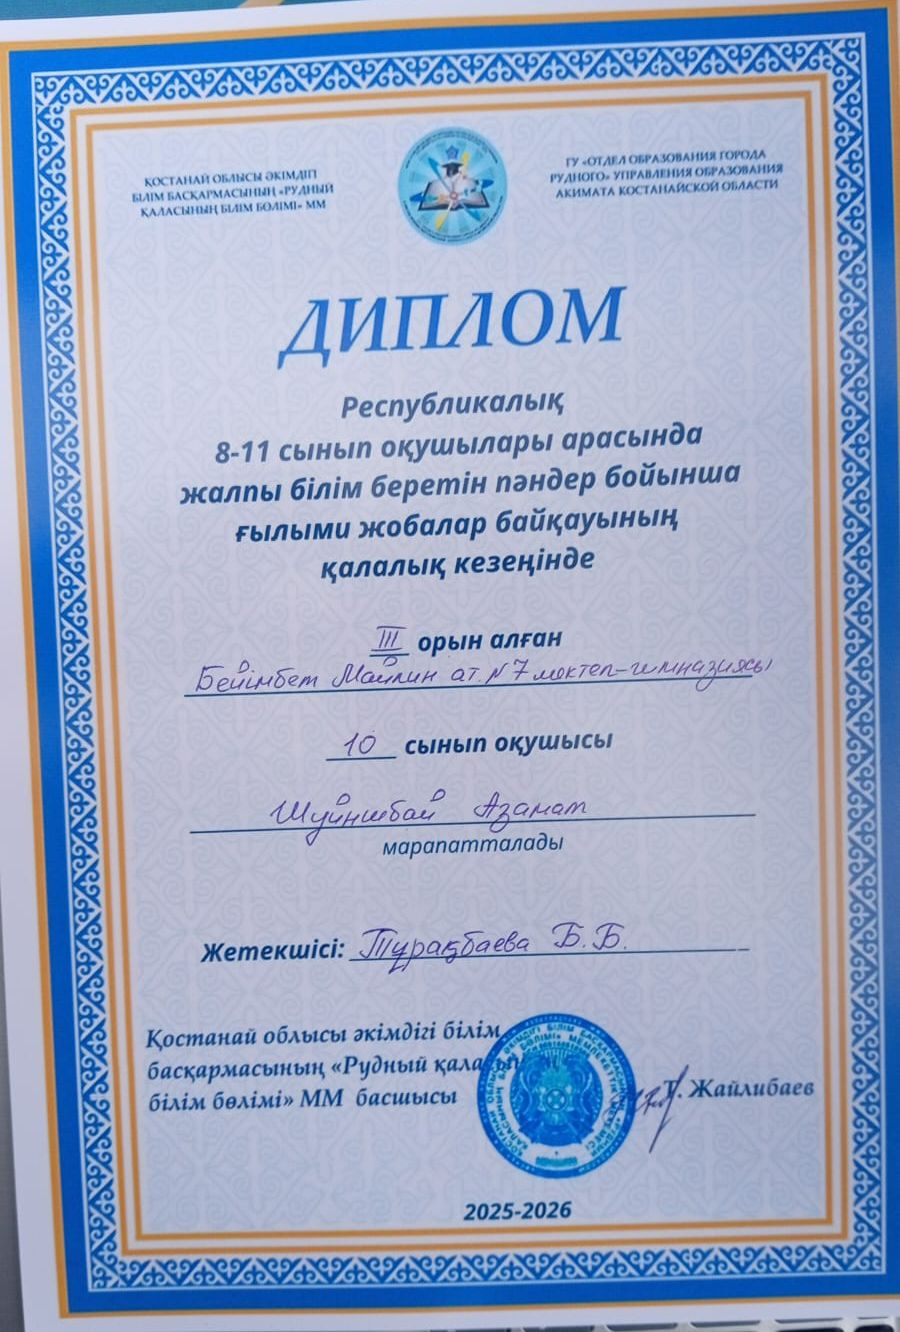 ҚОСТАНАЙ ОБЛЫСЫ ӘКІМДІГІ
БІЛІМ БАСҚАРМАСЫНЫҢ «РУДНЫЙ
ҚАЛАСЫНЫҢ БІЛІМ БӨЛІМІ» ММ
ГУ «ОТДЕЛ ОБРАЗОВАНИЯ ГОРОДА
РУДНОГО» УПРАВЛЕНИЯ ОБРАЗОВАНИЯ
АКИМАТА КОСТАНАЙСКОЙ ОБЛАСТИ
ДИПЛОМ
Республикалық
8-11 сынып оқушылары арасында
жалпы білім беретін пәндер бойынша
ғылыми жобалар байқауының
қалалық кезеңінде
III орын алған
Бейімбет Майлин ат. №7 мектеп-гимназиясы
10 сынып оқушысы
Шүйншбай Азамат
марапатталады
Жетекшісі: Тұрақбаева Б.Б.
Қостанай облысы әкімдігі білім
басқармасының «Рудный
білім бөлімі» ММ басшысы
Жайлибаев
2025-2026